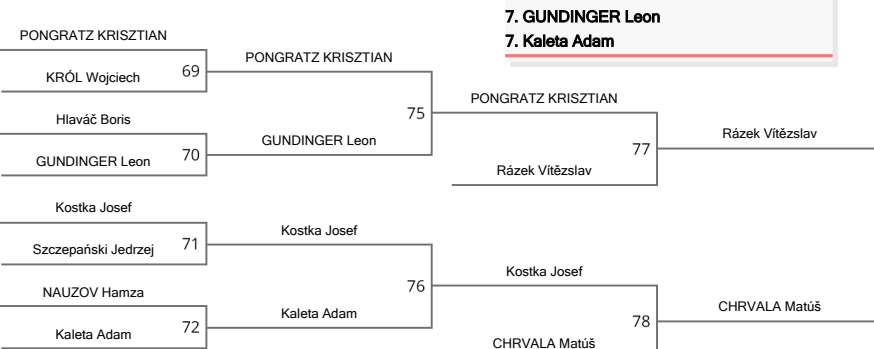 7. GUNDINGER Leon
7. Kaleta Adam
PONGRATZ KRISZTIAN
KRÓL Wojciech
69
Hlaváč Boris
GUNDINGER Leon
70
Kostka Josef
Szczepański Jedrzej
71
NAUZOV Hamza
Kaleta Adam
72
PONGRATZ KRISZTIAN
GUNDINGER Leon
75
Kostka Josef
Kaleta Adam
76
PONGRATZ KRISZTIAN
Rázek Vítězslav
77
Kostka Josef
CHRVALA Matúš
78
Rázek Vítězslav
CHRVALA Matúš